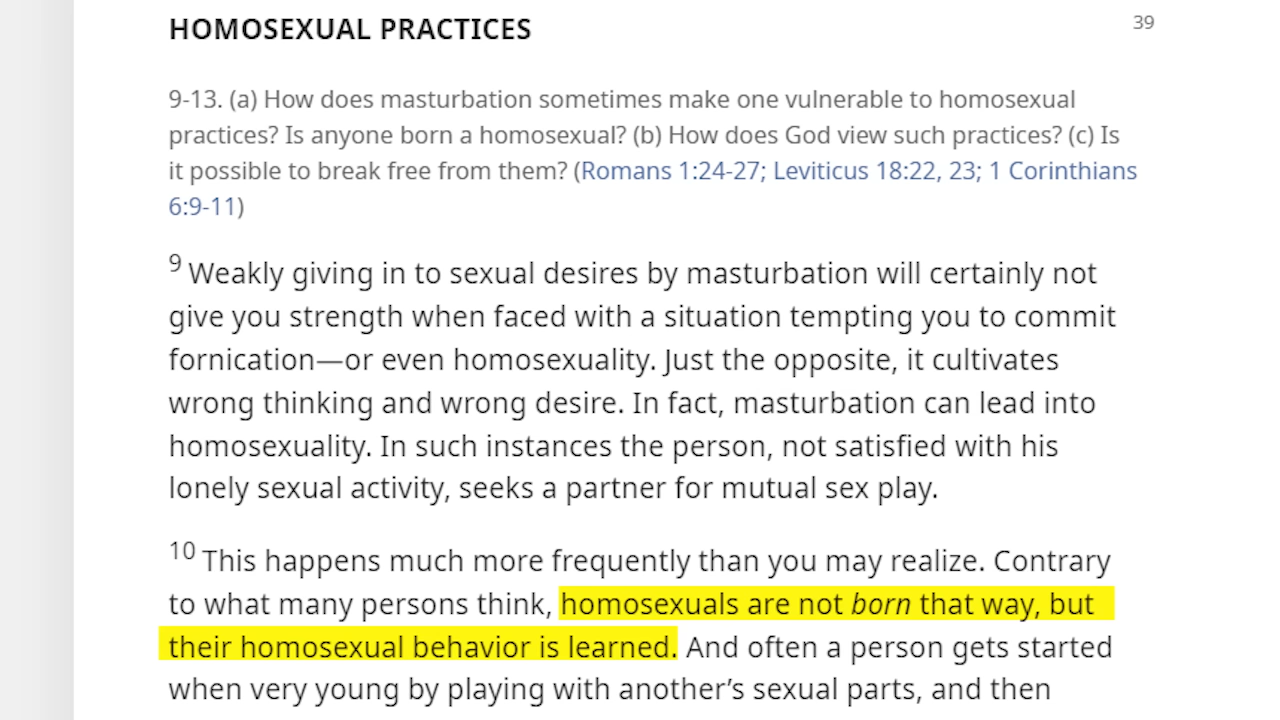 HOMOSEXUAL PRACTICES
39
9-13. (a) How does masturbation sometimes make one vulnerable to homosexual
practices? Is anyone born a homosexual? (b) How does God view such practices? (c) Is
it possible to break free from them? (Romans 1:24-27; Leviticus 18:22, 23; 1 Corinthians
6:9-11)
9 Weakly giving in to sexual desires by masturbation will certainly not
give you strength when faced with a situation tempting you to commit
fornication—or even homosexuality. Just the opposite, it cultivates
wrong thinking and wrong desire. In fact, masturbation can lead into
homosexuality. In such instances the person, not satisfied with his
lonely sexual activity, seeks a partner for mutual sex play.
10 This happens much more frequently than you may realize. Contrary
to what many persons think, homosexuals are not born that way, but
their homosexual behavior is learned. And often a person gets started
when very young by playing with another’s sexual parts, and then